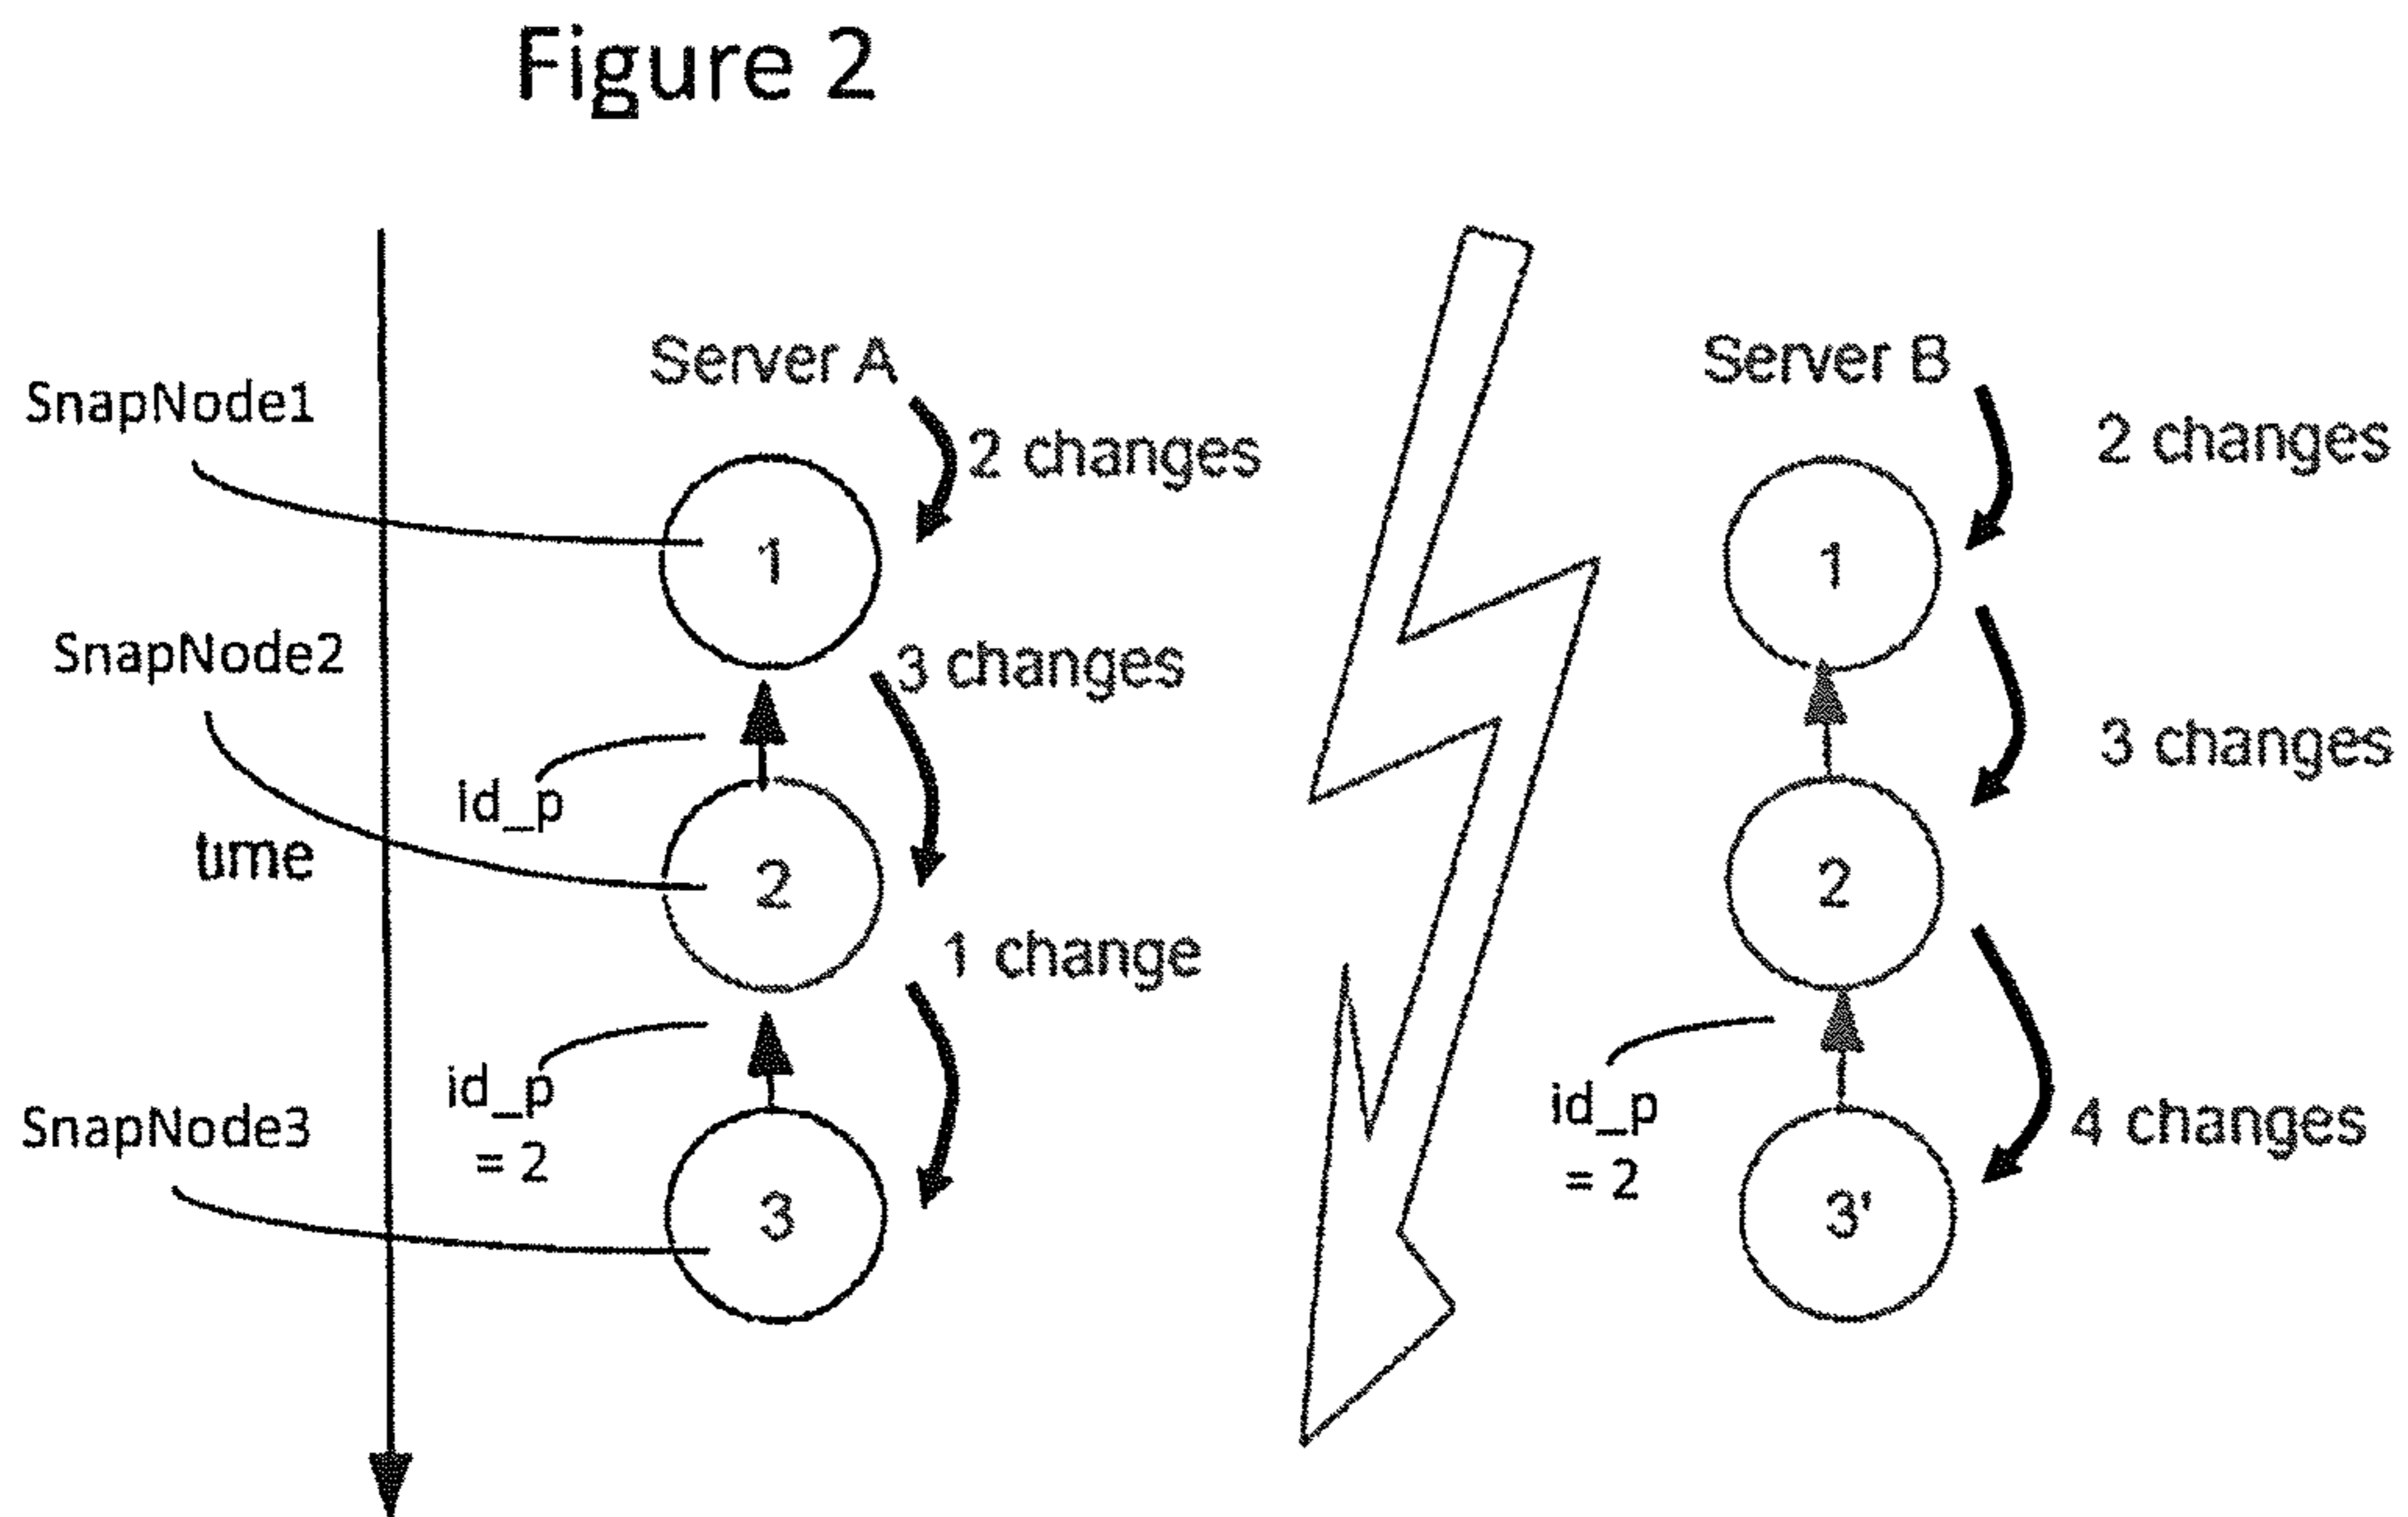 Figure 2
Server A
Server B
SnapNode1
2 changes
2 changes
1
1
SnapNode2
3 changes
3 changes
id_p
time
2
2
1 change
id_p
= 2
id_p
= 2
SnapNode3
4 changes
3
3'